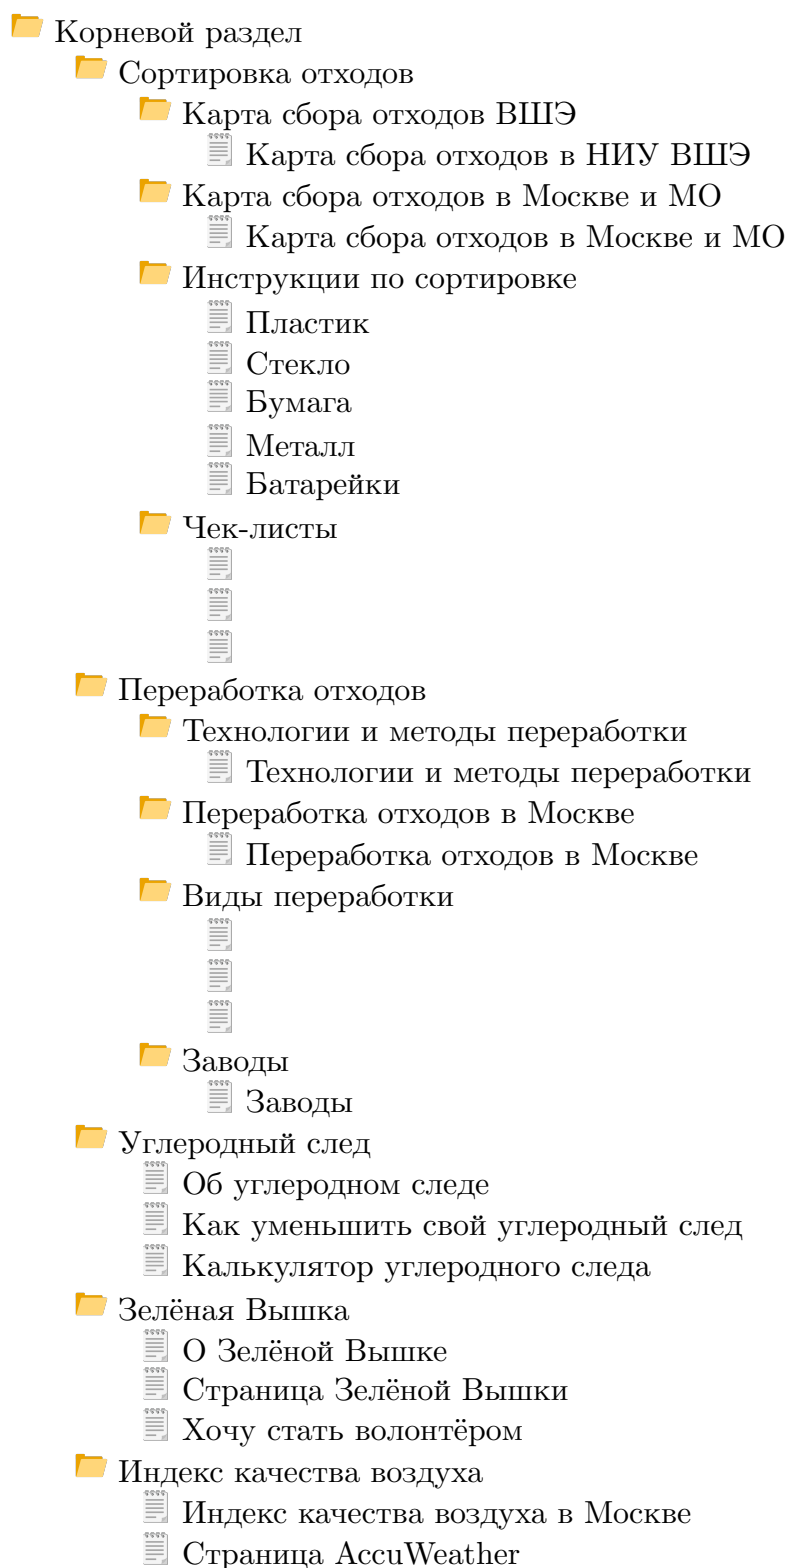 Корневой раздел
Сортировка отходов
Карта сбора отходов ВШЭ
Карта сбора отходов в НИУ ВШЭ
Карта сбора отходов в Москве и МО
Карта сбора отходов в Москве и МО
Инструкции по сортировке
Пластик
Стекло
Бумага
Металл
Батарейки
Чек-листы
Переработка отходов
Технологии и методы переработки
Технологии и методы переработки
Переработка отходов в Москве
Переработка отходов в Москве
Виды переработки
Заводы
Заводы
Углеродный след
Об углеродном следе
Как уменьшить свой углеродный след
Калькулятор углеродного следа
Зелёная Вышка
О Зелёной Вышке
Страница Зелёной Вышки
Хочу стать волонтёром
Индекс качества воздуха
Индекс качества воздуха в Москве
Страница AccuWeather